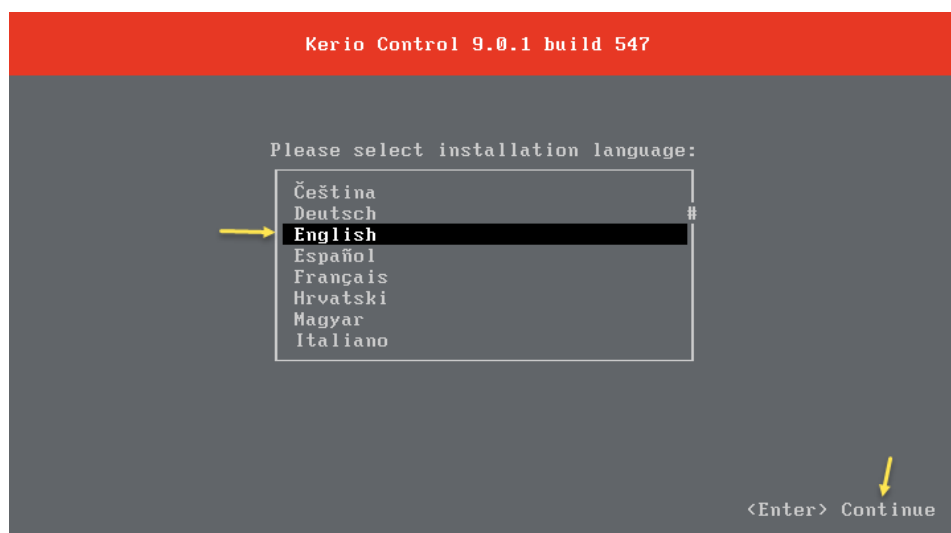 Kerio Control 9.0.1 build 547
Please select installation language:
Čeština
Deutsch
#
English
Español
Français
Hrvatski
Magyar
Italiano
<Enter> Continue